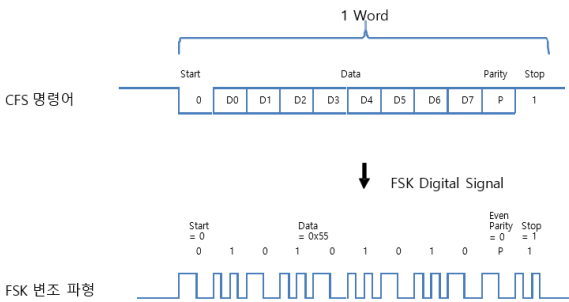 1 Word
Start Data Parity Stop
CFS 명령어 0 D0 D1 D2 D3 D4 D5 D6 D7 P 1
FSK Digital Signal
Even
Start Data Parity Stop
= 0 = 0x55 = 0 = 1
0 1 0 1 0 1 0 1 0 P 1
FSK 변조 파형